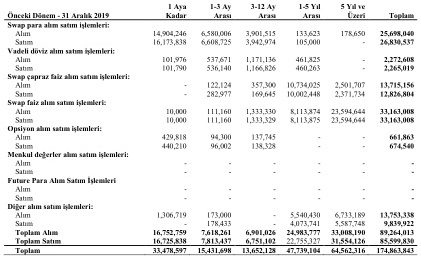 1 Aya 1-3 Ay 3-12 Ay 1-5 Yıl 5 Yıl ve
Önceki Dönem - 31 Aralık 2019 Kadar Arası Arası Arası Üzeri Toplam
Swap para alım satım işlemleri:
Alım 14,904,246 6,580,006 3,901,515 133,623 178,650 25,698,040
Satım 16,173,838 6,608,725 3,942,974 105,000 - 26,830,537
Vadeli döviz alım satım işlemleri:
Alım 101,976 537,671 1,171,136 461,825 - 2,272,608
Satım 101,790 536,140 1,166,826 460,263 - 2,265,019
Swap çapraz faiz alım satım işlemleri:
Alım - 122,124 357,300 10,734,025 2,501,707 13,715,156
Satım - 282,977 169,645 10,002,448 2,371,734 12,826,804
Swap faiz alım satım işlemleri:
Alım 10,000 111,160 1,333,330 8,113,874 23,594,644 33,163,008
Satım 10,000 111,160 1,333,329 8,113,875 23,594,644 33,163,008
Opsiyon alım satım işlemleri:
Alım 429,818 94,300 137,745 - - 661,863
Satım 440,210 96,002 138,328 - - 674,540
Menkul değerler alım satım işlemleri:
Alım - - - - - -
Satım - - - - - -
Future Para Alım Satım İşlemleri
Alım - - - - - -
Satım - - - - - -
Diğer alım satım işlemleri:
Alım 1,306,719 173,000 - 5,540,430 6,733,189 13,753,338
Satım - 178,433 - 4,073,741 5,587,748 9,839,922
Toplam Alım 16,752,759 7,618,261 6,901,026 24,983,777 33,008,190 89,264,013
Toplam Satım 16,725,838 7,813,437 6,751,102 22,755,327 31,554,126 85,599,830
Toplam 33,478,597 15,431,698 13,652,128 47,739,104 64,562,316 174,863,843